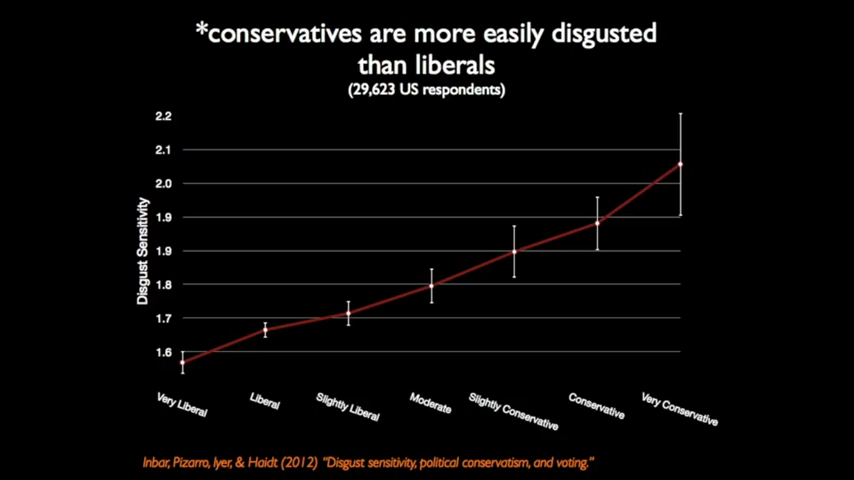 *conservatives are more easily disgusted
than liberals
(29,623 US respondents)
2.2
2.1
2.0
1.9
1.9
1.8
1.7
1.6
Disgust Sensitivity
Very Liberal
Liberal
Slightly Liberal
Moderate
Slightly Conservative
Conservative
Very Conservative
Inbar, Pizarro, Iyer, & Haidt (2012) "Disgust sensitivity, political conservatism, and voting."